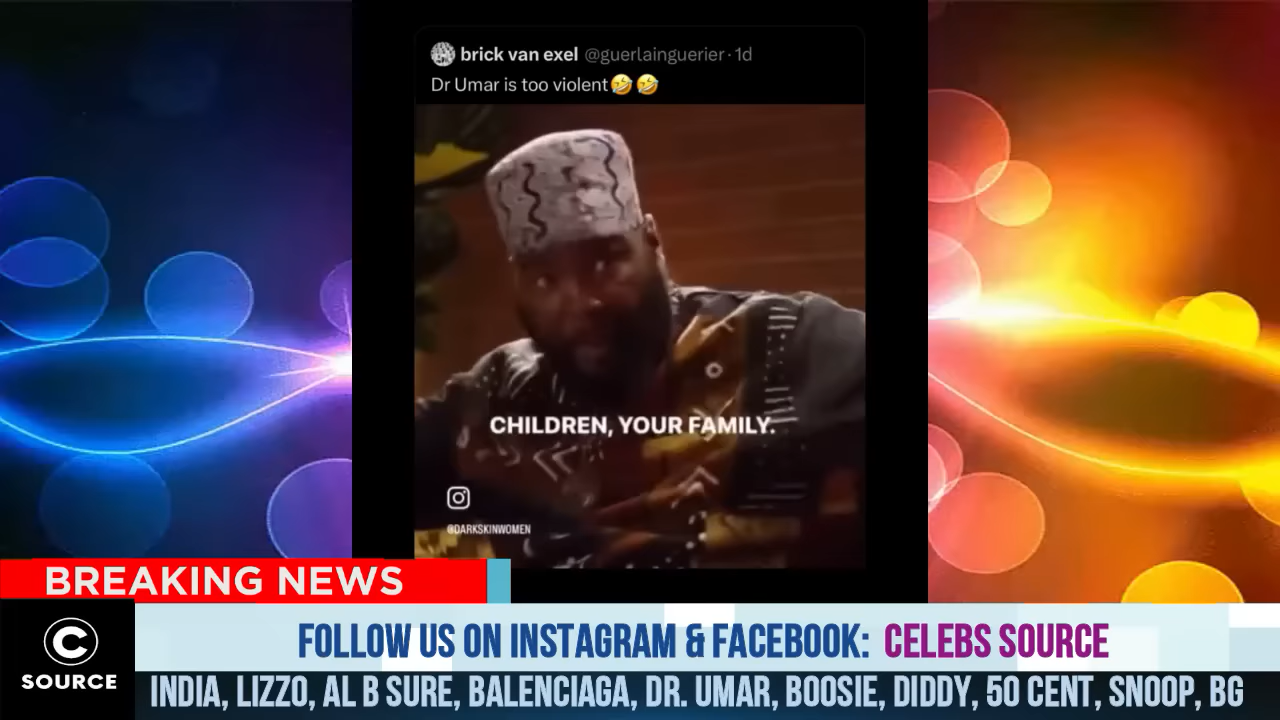 brick van exel @guerlainguerier · 1d
Dr Umar is too violent🤣🤣
CHILDREN, YOUR FAMILY.
@DARKSKINWOMEN
BREAKING NEWS
C
SOURCE
FOLLOW US ON INSTAGRAM & FACEBOOK: CELEBS SOURCE
INDIA, LIZZO, AL B SURE, BALENCIAGA, DR. UMAR, BOOSIE, DIDDY, 50 CENT, SNOOP, BG